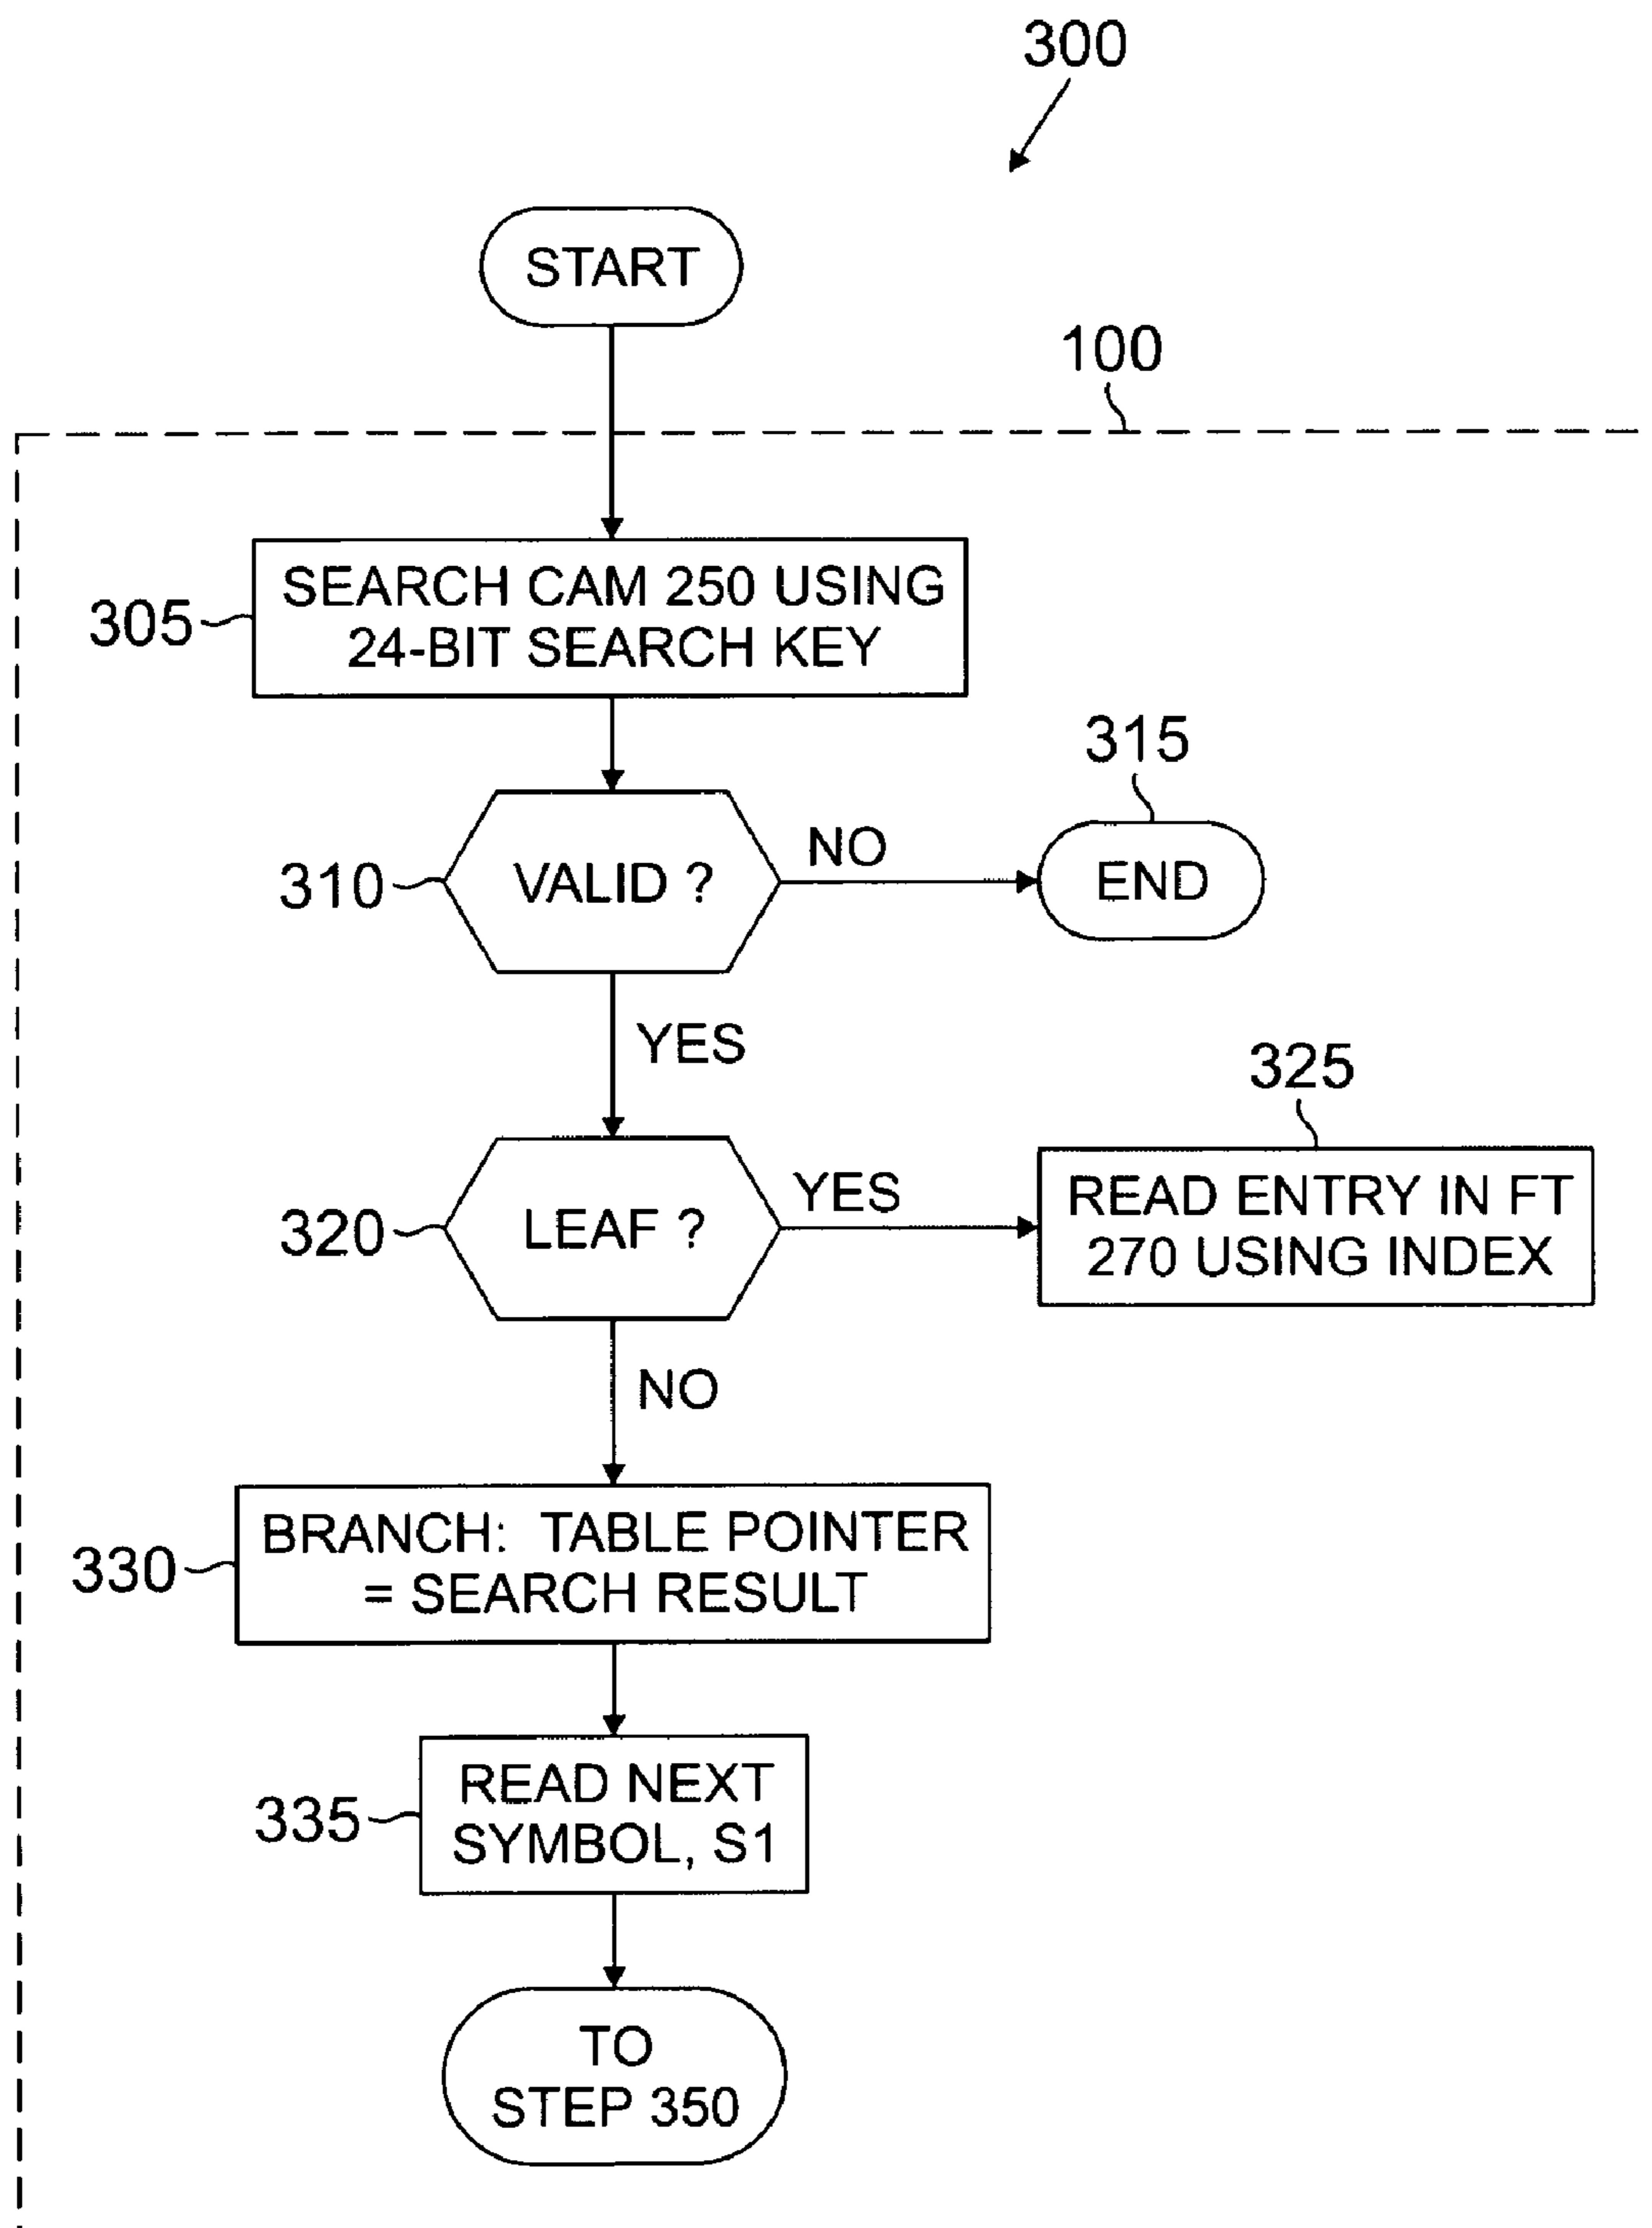 300
START
100
SEARCH CAM 250 USING
24-BIT SEARCH KEY
305
315
VALID ?
NO
END
310
YES
325
LEAF ?
YES
READ ENTRY IN FT
270 USING INDEX
320
NO
BRANCH: TABLE POINTER
= SEARCH RESULT
330
READ NEXT
SYMBOL, S1
335
TO
STEP 350